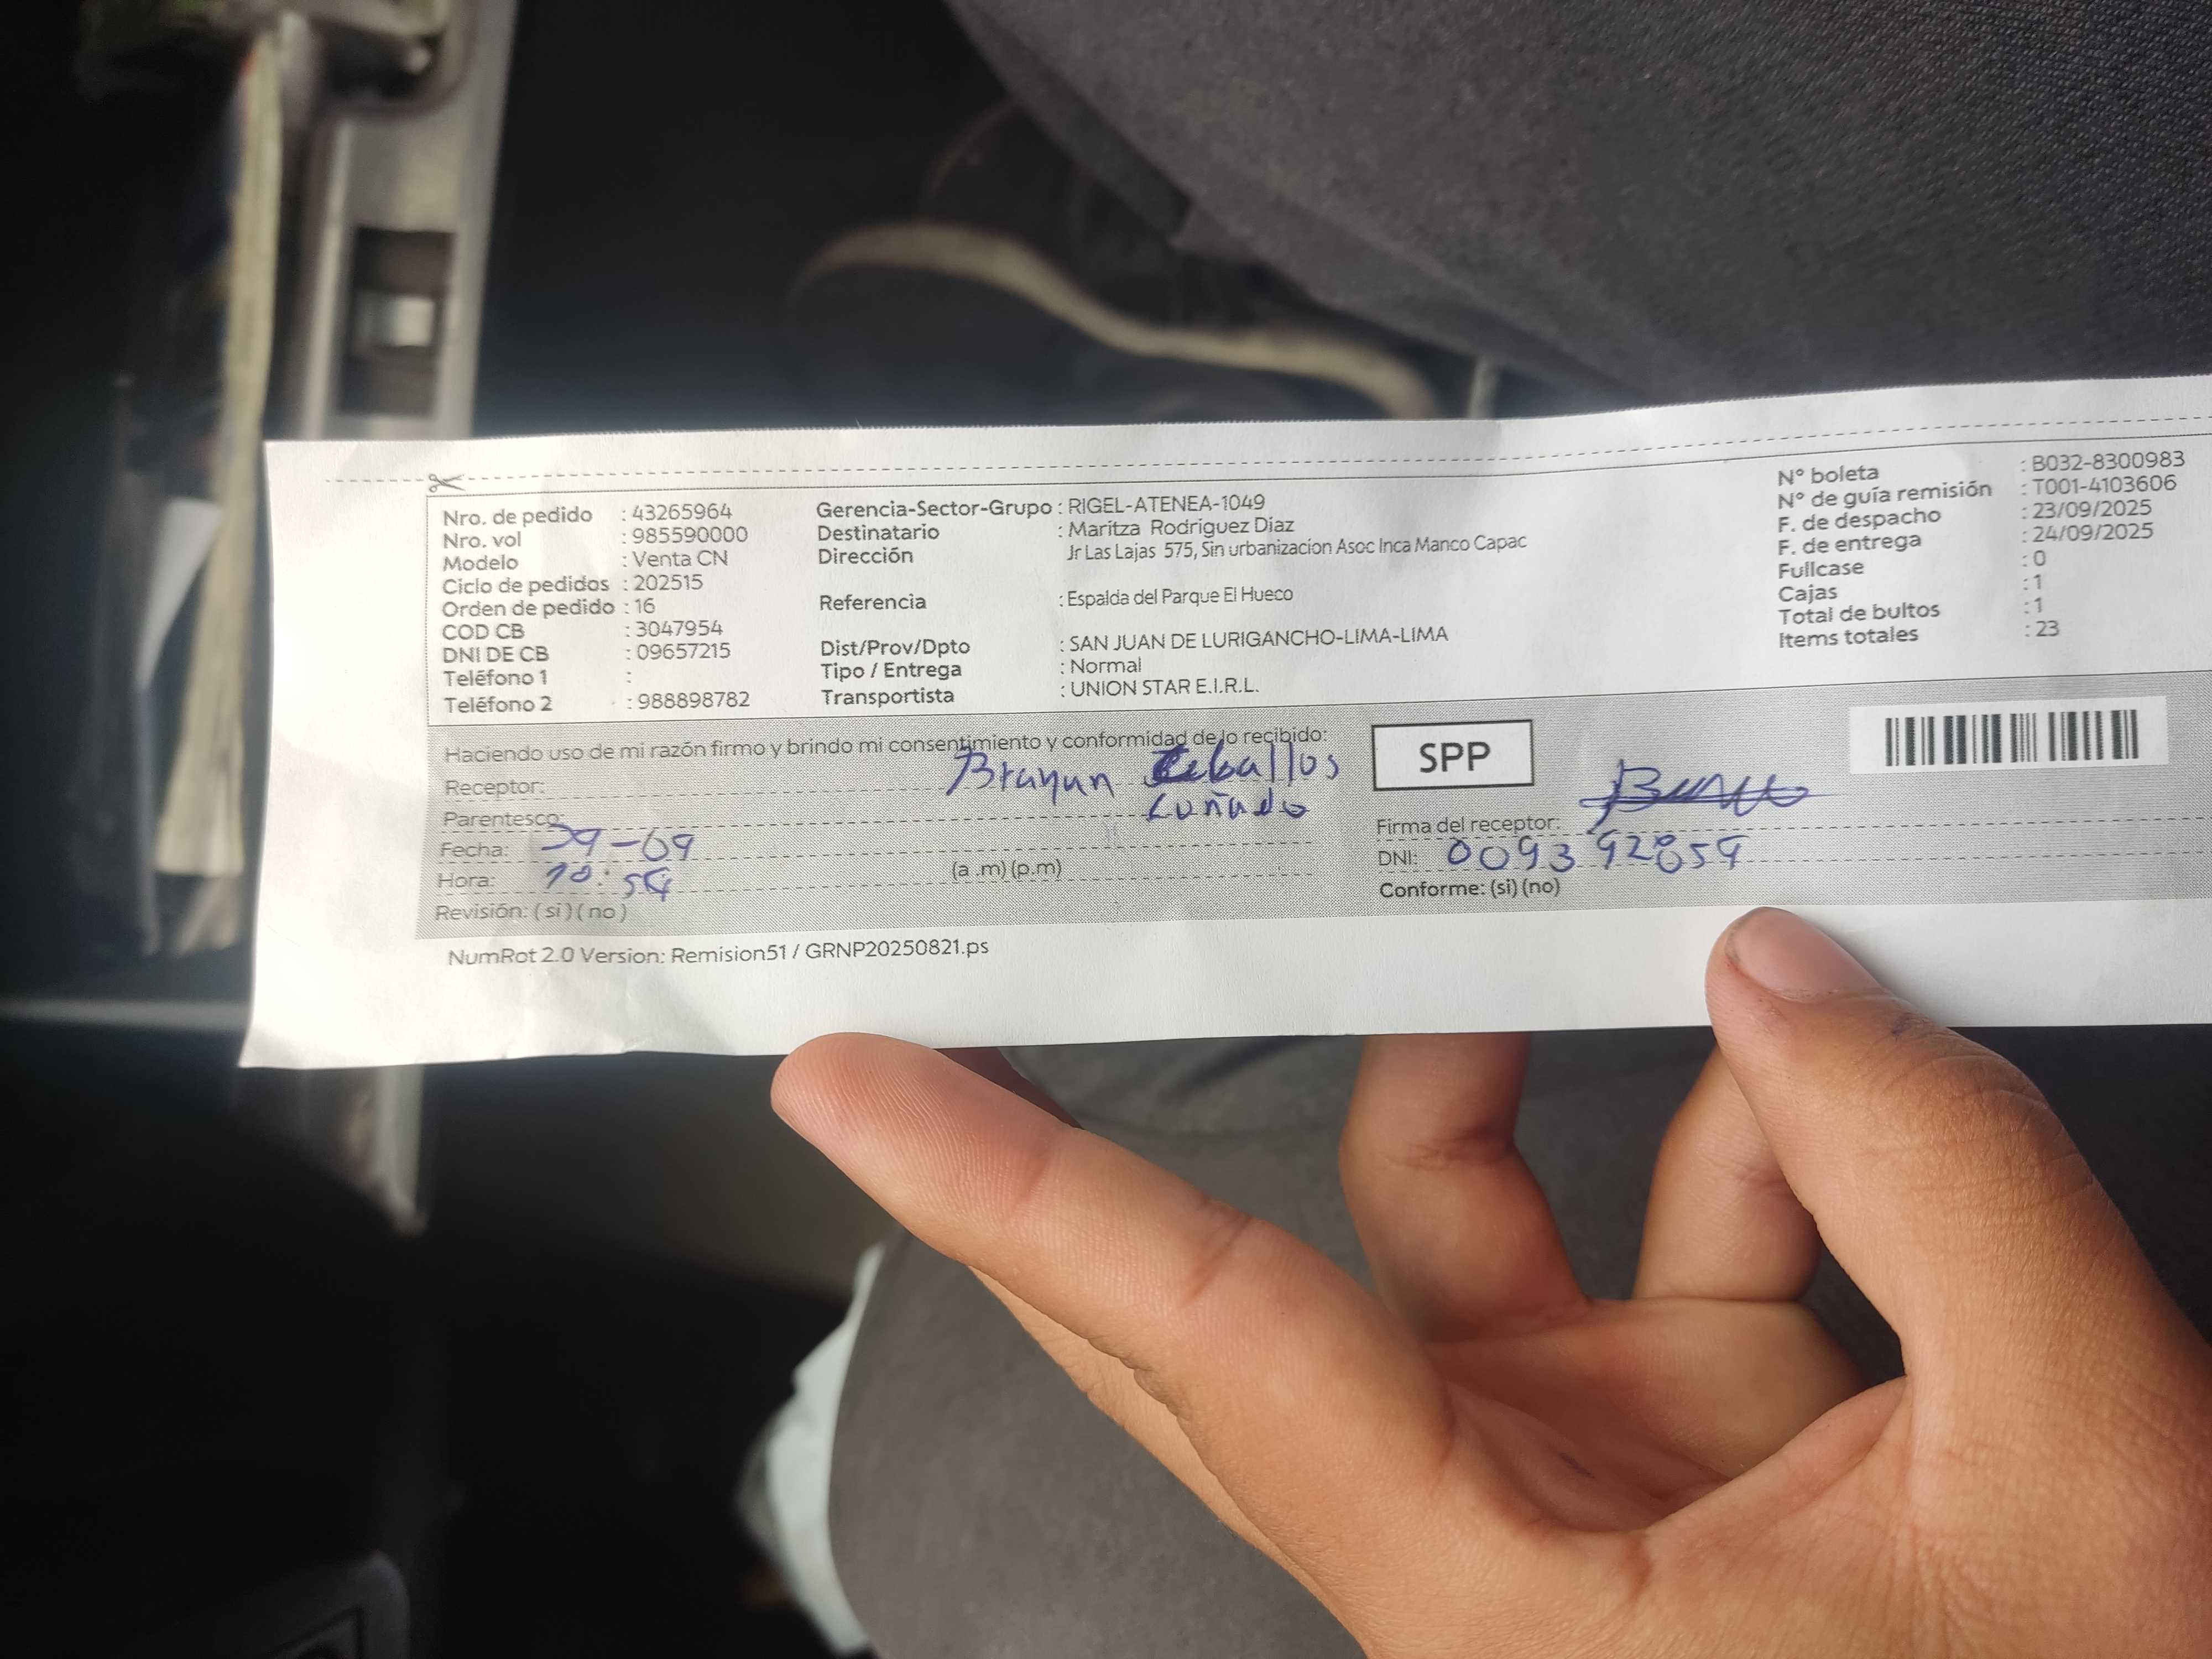 Nro. de pedido : 43265964
Nro. vol : 985590000
Modelo : Venta CN
Ciclo de pedidos : 202515
Orden de pedido : 16
COD CB : 3047954
DNI DE CB : 09657215
Teléfono 1 :
Teléfono 2 : 988898782
Gerencia-Sector-Grupo : RIGEL-ATENEA-1049
Destinatario : Maritza Rodriguez Diaz
Dirección Jr Las Lajas 575, Sin urbanizacion Asoc Inca Manco Capac
Referencia : Espalda del Parque El Hueco
Dist/Prov/Dpto : SAN JUAN DE LURIGANCHO-LIMA-LIMA
Tipo / Entrega : Normal
Transportista : UNION STAR E.I.R.L.
N° boleta : B032-8300983
N° de guía remisión : T001-4103606
F. de despacho : 23/09/2025
F. de entrega : 24/09/2025
Fullcase : 0
Cajas : 1
Total de bultos : 1
Items totales : 23
Haciendo uso de mi razón firmo y brindo mi consentimiento y conformidad de lo recibido:
Receptor: Brayan Ceballos
Parentesco: Cuñado
Fecha: 29-09
Hora: 10:54 (a .m) (p.m)
Revisión: ( si ) ( no )
SPP
Firma del receptor:
DNI: 009392859
Conforme: (si) (no)
NumRot 2.0 Version: Remision51 / GRNP20250821.ps